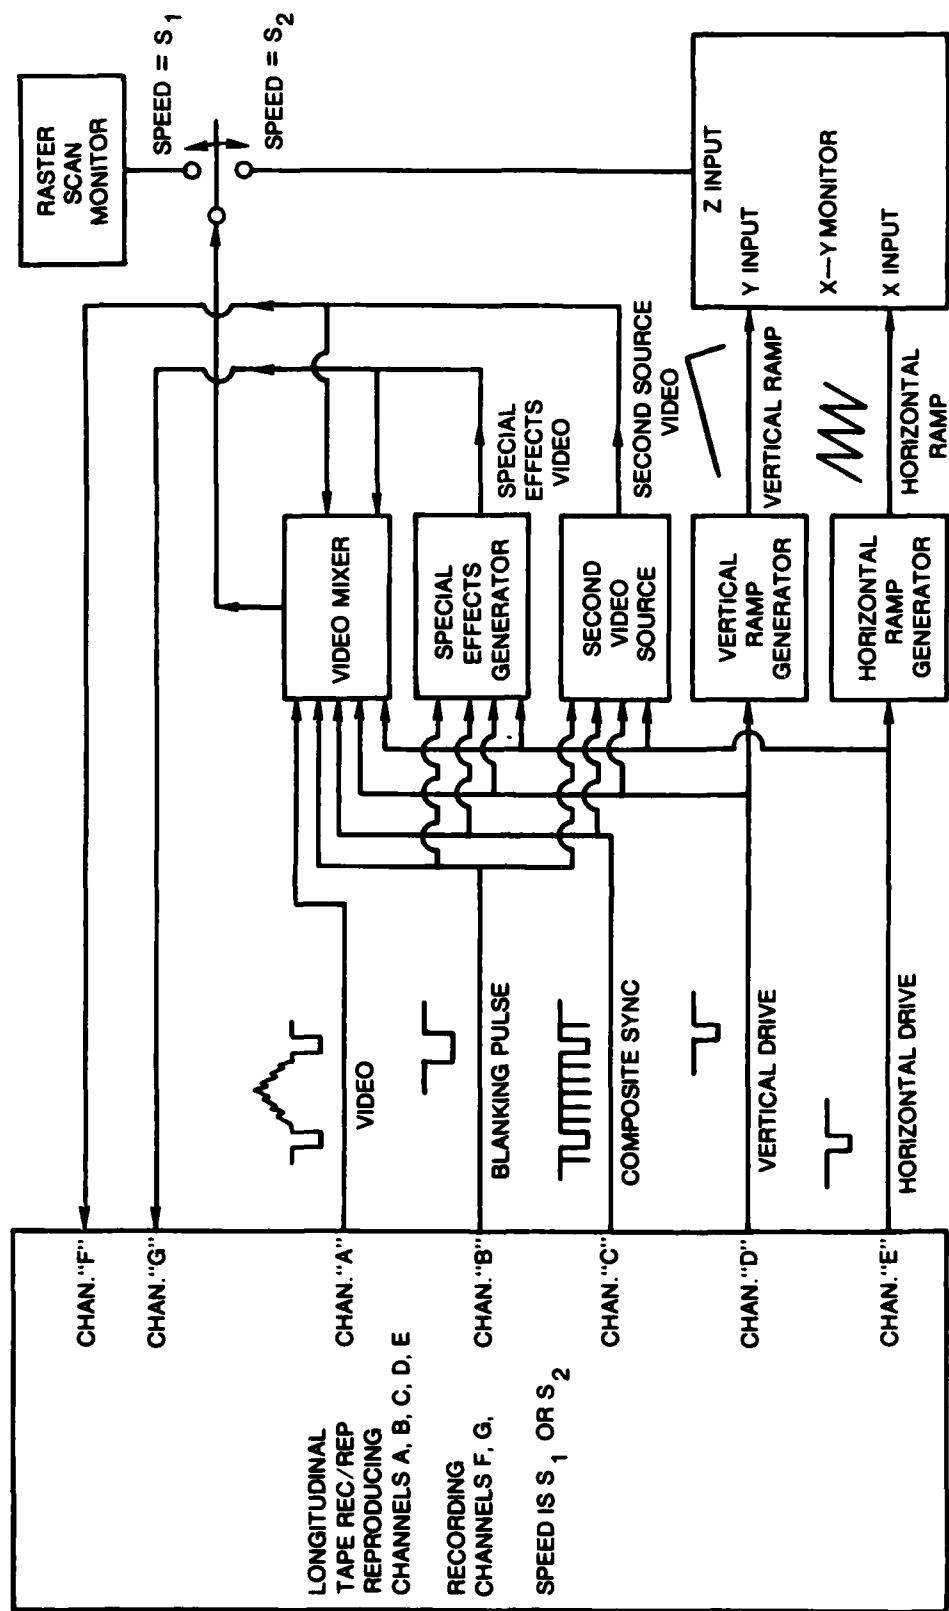 LONGITUDINAL
TAPE REC/REP
REPRODUCING
CHANNELS A, B, C, D, E
RECORDING
CHANNELS F, G,
SPEED IS S1 OR S2
CHAN. "F"
CHAN. "G"
CHAN. "A"
CHAN. "B"
CHAN. "C"
CHAN. "D"
CHAN. "E"
VIDEO
BLANKING PULSE
COMPOSITE SYNC
VERTICAL DRIVE
HORIZONTAL DRIVE
VIDEO MIXER
SPECIAL
EFFECTS
GENERATOR
SECOND
VIDEO
SOURCE
VERTICAL
RAMP
GENERATOR
HORIZONTAL
RAMP
GENERATOR
SPECIAL
EFFECTS
VIDEO
SECOND SOURCE
VIDEO
VERTICAL RAMP
HORIZONTAL
RAMP
RASTER
SCAN
MONITOR
SPEED = S1
SPEED = S2
Z INPUT
Y INPUT
X—Y MONITOR
X INPUT